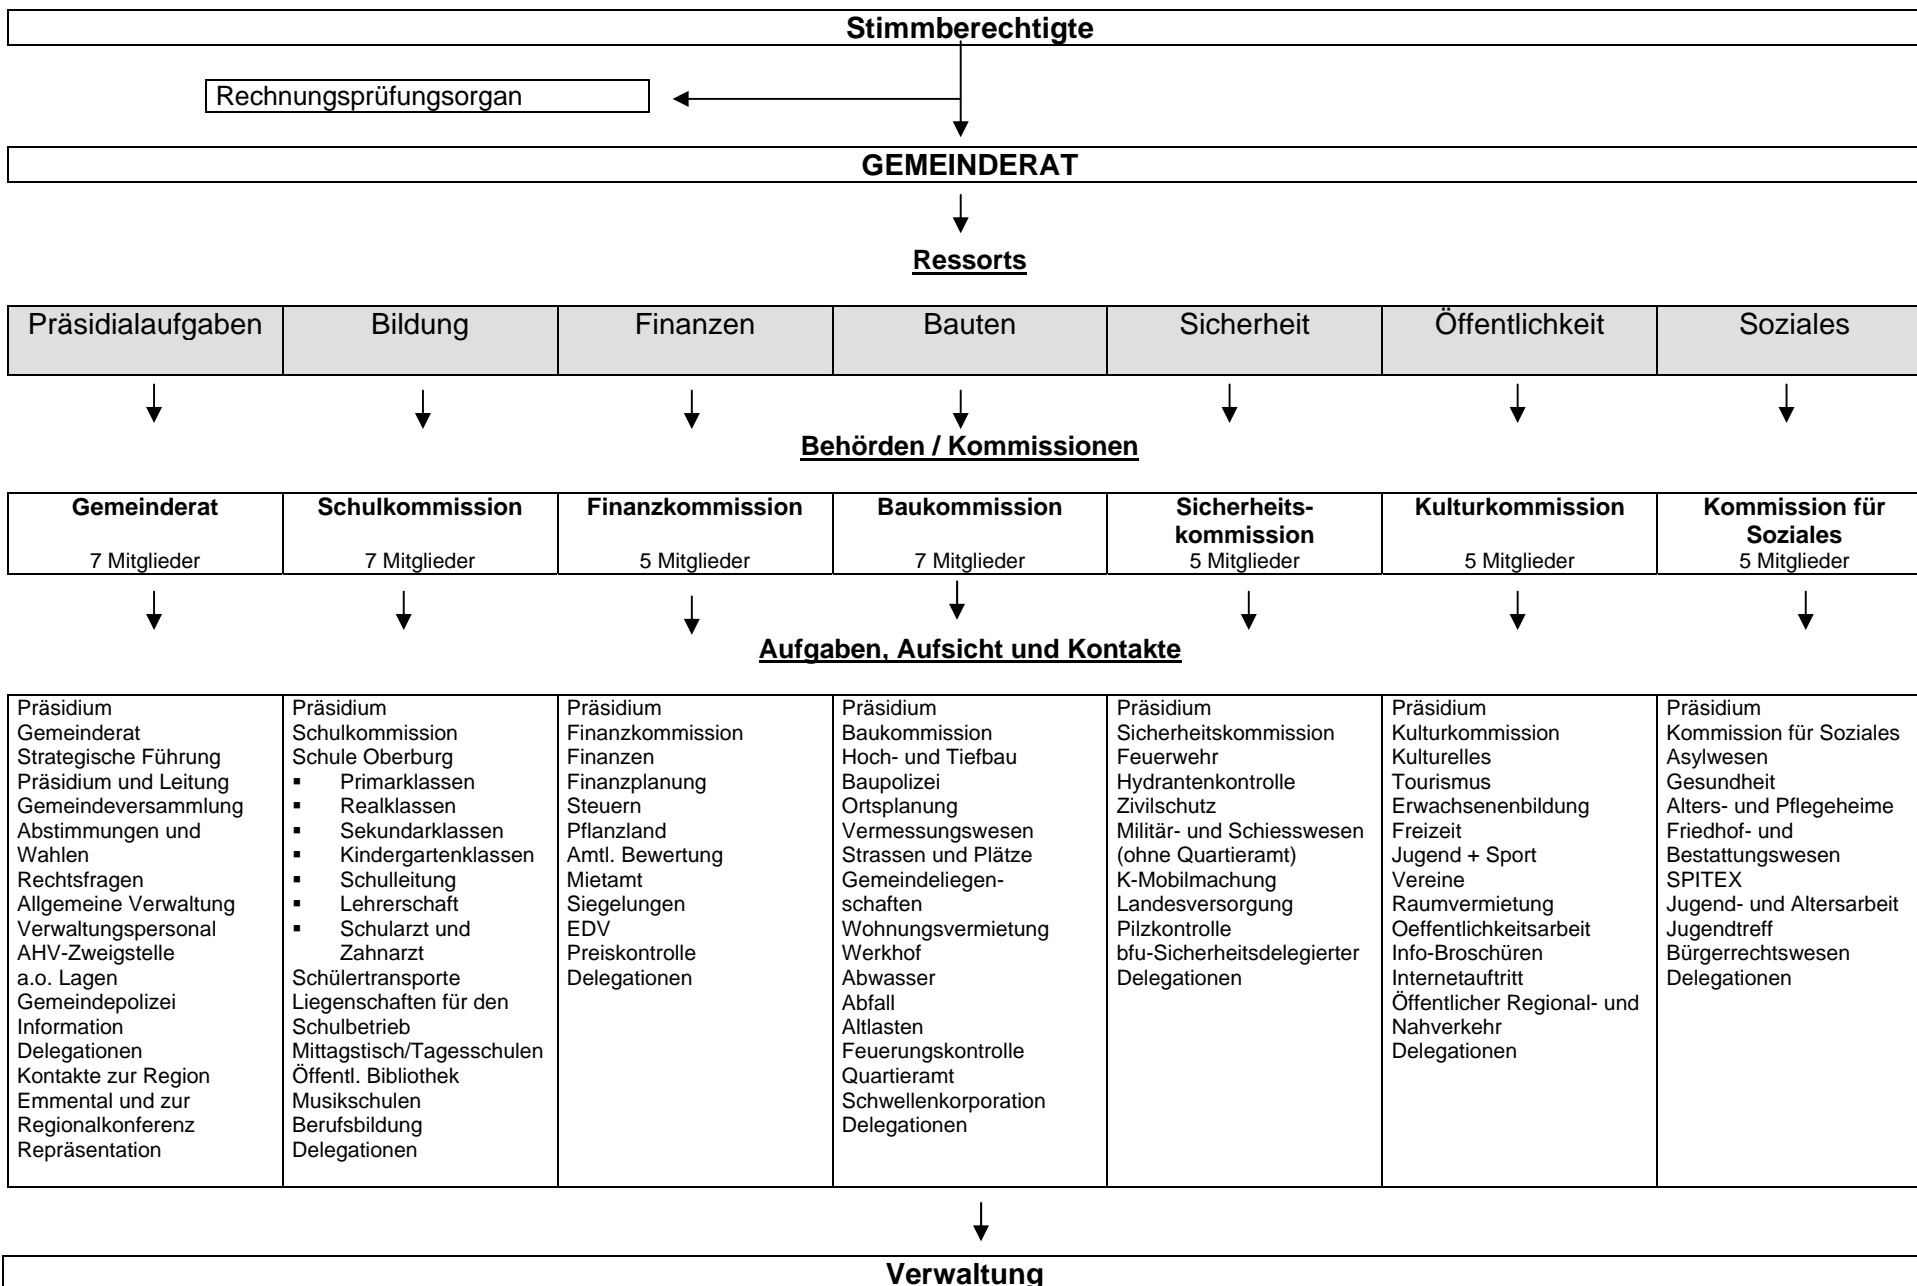 Stimmberechtigte
Rechnungsprüfungsorgan
GEMEINDERAT
Ressorts
Präsidialaufgaben
Bildung
Finanzen
Bauten
Sicherheit
Öffentlichkeit
Soziales
Behörden / Kommissionen
Gemeinderat
7 Mitglieder
Schulkommission
7 Mitglieder
Finanzkommission
5 Mitglieder
Baukommission
7 Mitglieder
Sicherheits-
kommission
5 Mitglieder
Kulturkommission
5 Mitglieder
Kommission für
Soziales
5 Mitglieder
Aufgaben, Aufsicht und Kontakte
Präsidium
Gemeinderat
Strategische Führung
Präsidium und Leitung
Gemeindeversammlung
Abstimmungen und
Wahlen
Rechtsfragen
Allgemeine Verwaltung
Verwaltungspersonal
AHV-Zweigstelle
a.o. Lagen
Gemeindepolizei
Information
Delegationen
Kontakte zur Region
Emmental und zur
Regionalkonferenz
Repräsentation
Präsidium
Schulkommission
Schule Oberburg
▪ Primarklassen
▪ Realklassen
▪ Sekundarklassen
▪ Kindergartenklassen
▪ Schulleitung
▪ Lehrerschaft
▪ Schularzt und
Zahnarzt
Schülertransporte
Liegenschaften für den
Schulbetrieb
Mittagstisch/Tagesschulen
Öffentl. Bibliothek
Musikschulen
Berufsbildung
Delegationen
Präsidium
Finanzkommission
Finanzen
Finanzplanung
Steuern
Pflanzland
Amtl. Bewertung
Mietamt
Siegelungen
EDV
Preiskontrolle
Delegationen
Präsidium
Baukommission
Hoch- und Tiefbau
Baupolizei
Ortsplanung
Vermessungswesen
Strassen und Plätze
Gemeindeliegen-
schaften
Wohnungsvermietung
Werkhof
Abwasser
Abfall
Altlasten
Feuerungskontrolle
Quartieramt
Schwellenkorporation
Delegationen
Präsidium
Sicherheitskommission
Feuerwehr
Hydrantenkontrolle
Zivilschutz
Militär- und Schiesswesen
(ohne Quartieramt)
K-Mobilmachung
Landesversorgung
Pilzkontrolle
bfu-Sicherheitsdelegierter
Delegationen
Präsidium
Kulturkommission
Kulturelles
Tourismus
Erwachsenenbildung
Freizeit
Jugend + Sport
Vereine
Raumvermietung
Oeffentlichkeitsarbeit
Info-Broschüren
Internetauftritt
Öffentlicher Regional- und
Nahverkehr
Delegationen
Präsidium
Kommission für Soziales
Asylwesen
Gesundheit
Alters- und Pflegeheime
Friedhof- und
Bestattungswesen
SPITEX
Jugend- und Altersarbeit
Jugendtreff
Bürgerrechtswesen
Delegationen
Verwaltung